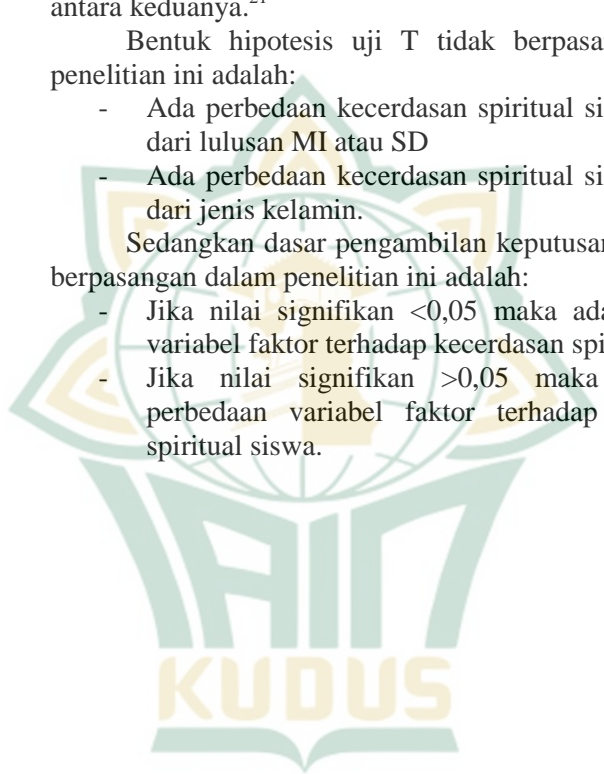 antara keduanya.21
Bentuk hipotesis uji T tidak berpasa
penelitian ini adalah:
- Ada perbedaan kecerdasan spiritual si
dari lulusan MI atau SD
- Ada perbedaan kecerdasan spiritual si
dari jenis kelamin.
Sedangkan dasar pengambilan keputusan
berpasangan dalam penelitian ini adalah:
- Jika nilai signifikan <0,05 maka ada
variabel faktor terhadap kecerdasan spi
- Jika nilai signifikan >0,05 maka
perbedaan variabel faktor terhadap
spiritual siswa.
IAIN
KUDUS